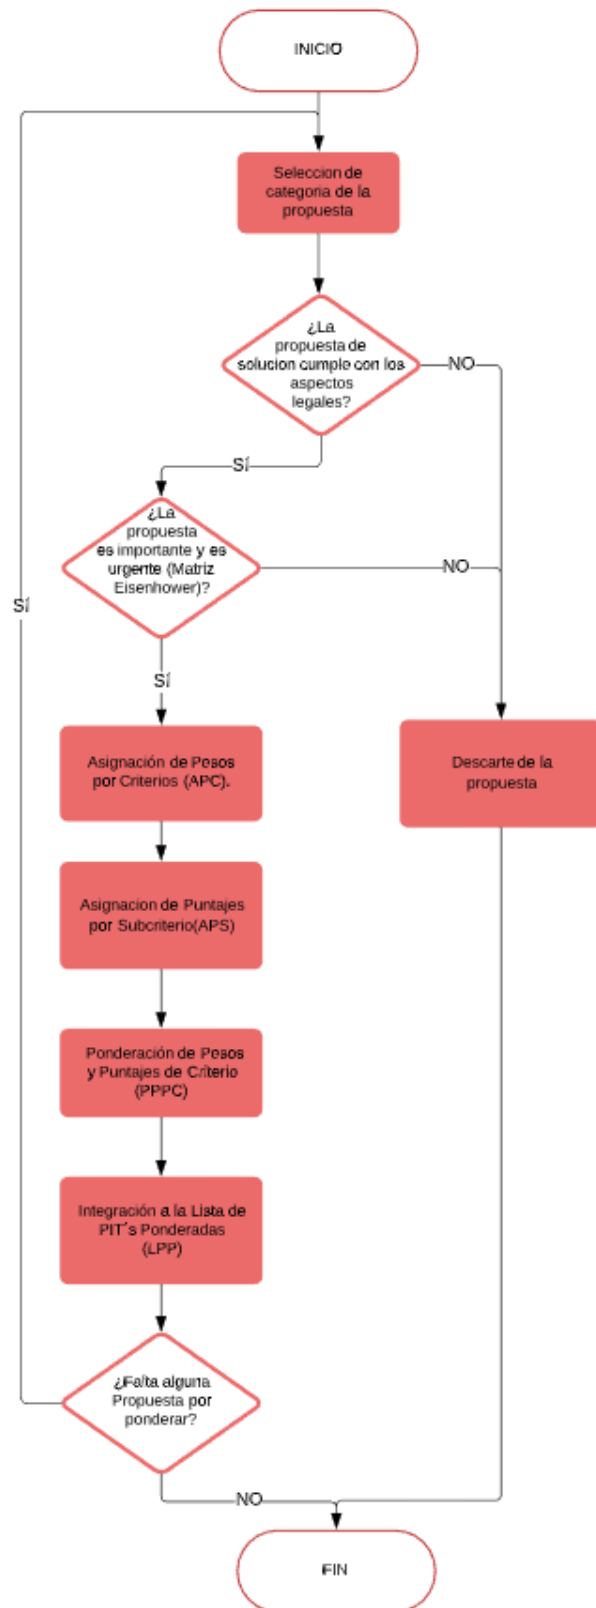 INICIO
Seleccion de
categoria de la
propuesta
¿La
propuesta de
solucion cumple con los
aspectos
legales?
NO
Sí
¿La
propuesta
es importante y es
urgente (Matriz
Eisenhower)?
NO
Sí
Sí
Asignación de Pesos
por Criterios (APC).
Descarte de la
propuesta
Asignacion de Puntajes
por Subcriterio(APS)
Ponderación de Pesos
y Puntajes de Criterio
(PPPC)
Integración a la Lista de
PIT´s Ponderadas
(LPP)
¿Falta alguna
Propuesta por
ponderar?
NO
FIN